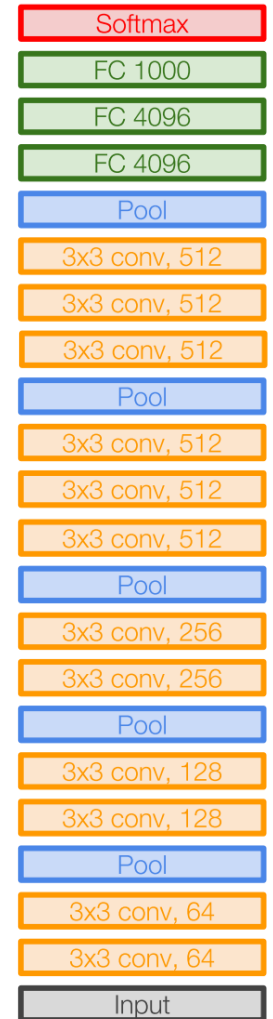 Softmax
FC 1000
FC 4096
FC 4096
Pool
3x3 conv, 512
3x3 conv, 512
3x3 conv, 512
Pool
3x3 conv, 512
3x3 conv, 512
3x3 conv, 512
Pool
3x3 conv, 256
3x3 conv, 256
Pool
3x3 conv, 128
3x3 conv, 128
Pool
3x3 conv, 64
3x3 conv, 64
Input